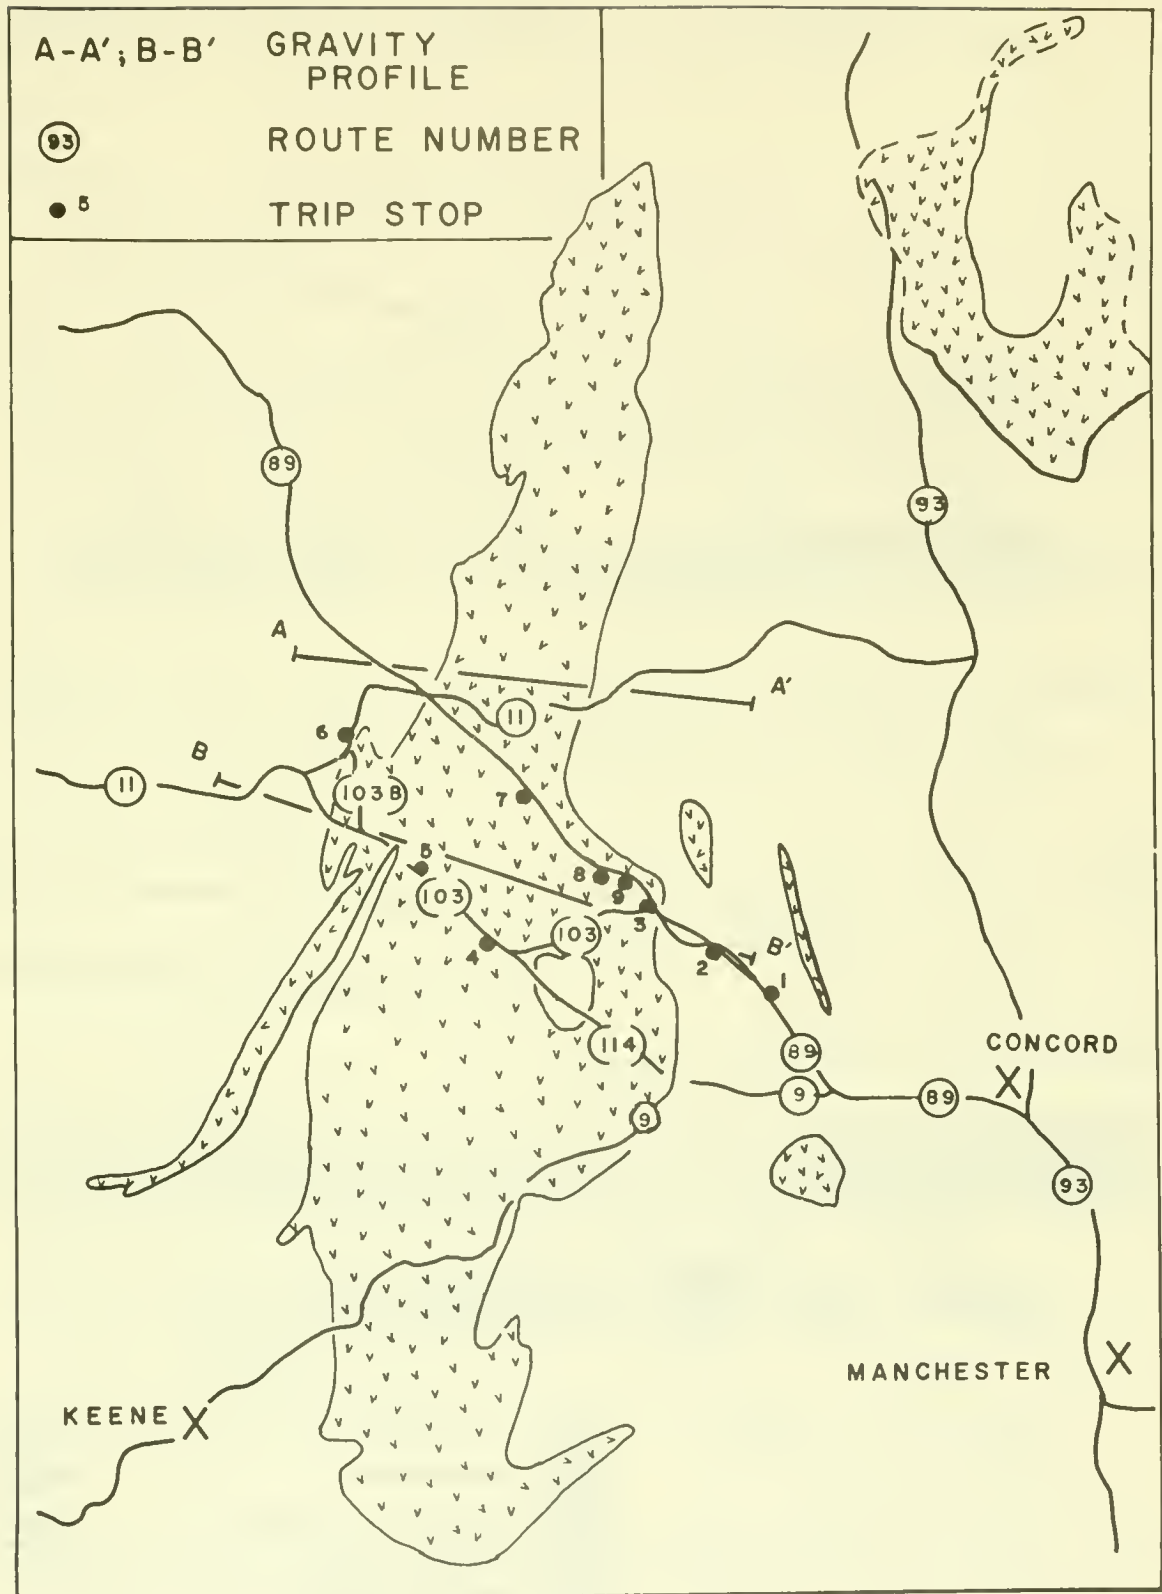 A-A'; B-B' GRAVITY
PROFILE
93 ROUTE NUMBER
5 TRIP STOP
89
93
A
A'
11
6
B
11
103B
7
5
8
9
103
3
103
4
2
B'
1
114
89
CONCORD
9
89
9
93
MANCHESTER
KEENE